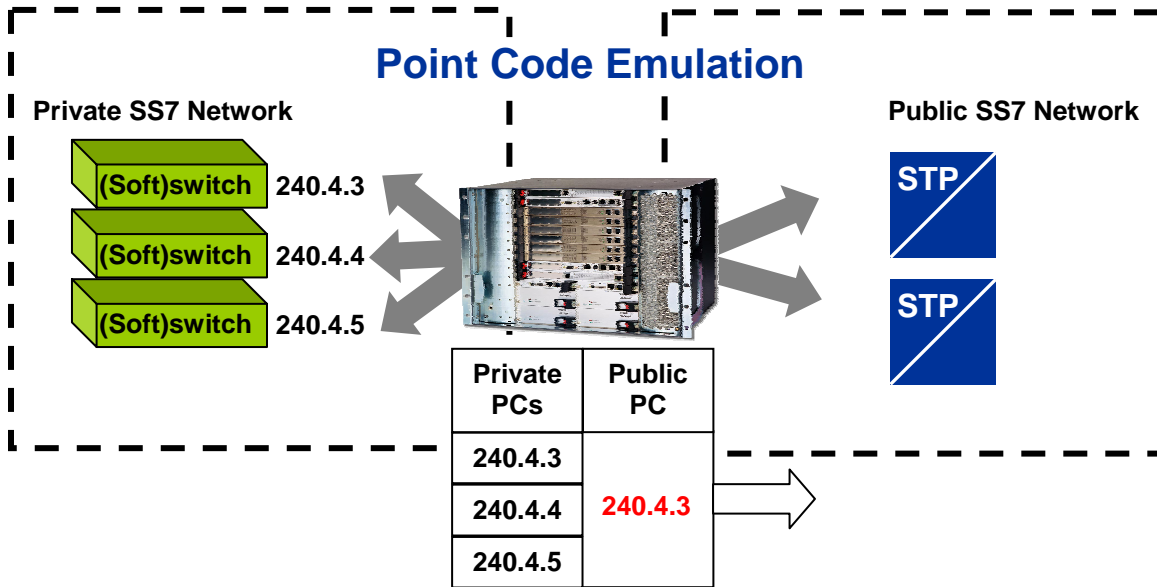 Point Code Emulation
Private SS7 Network
Public SS7 Network
(Soft)switch 240.4.3
(Soft)switch 240.4.4
(Soft)switch 240.4.5
STP
STP
Private PCs
Public PC
240.4.3
240.4.4
240.4.5
240.4.3